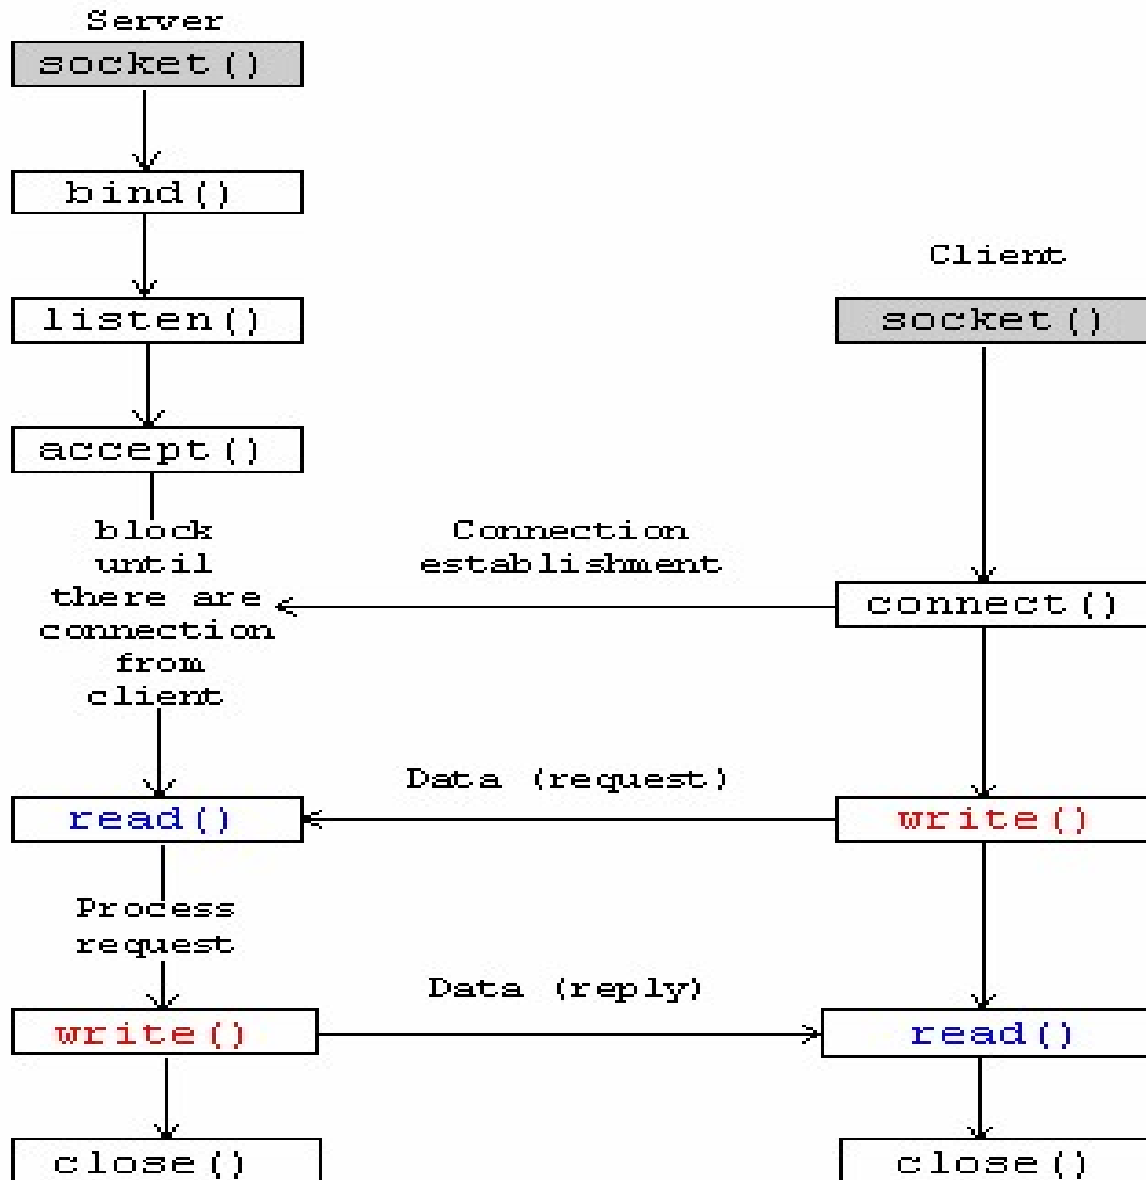 Server
socket()
bind()
Client
listen()
socket()
accept()
block
until
there are
connection
from
client
Connection
establishment
connect()
Data (request)
read()
write()
Process
request
Data (reply)
write()
read()
close()
close()